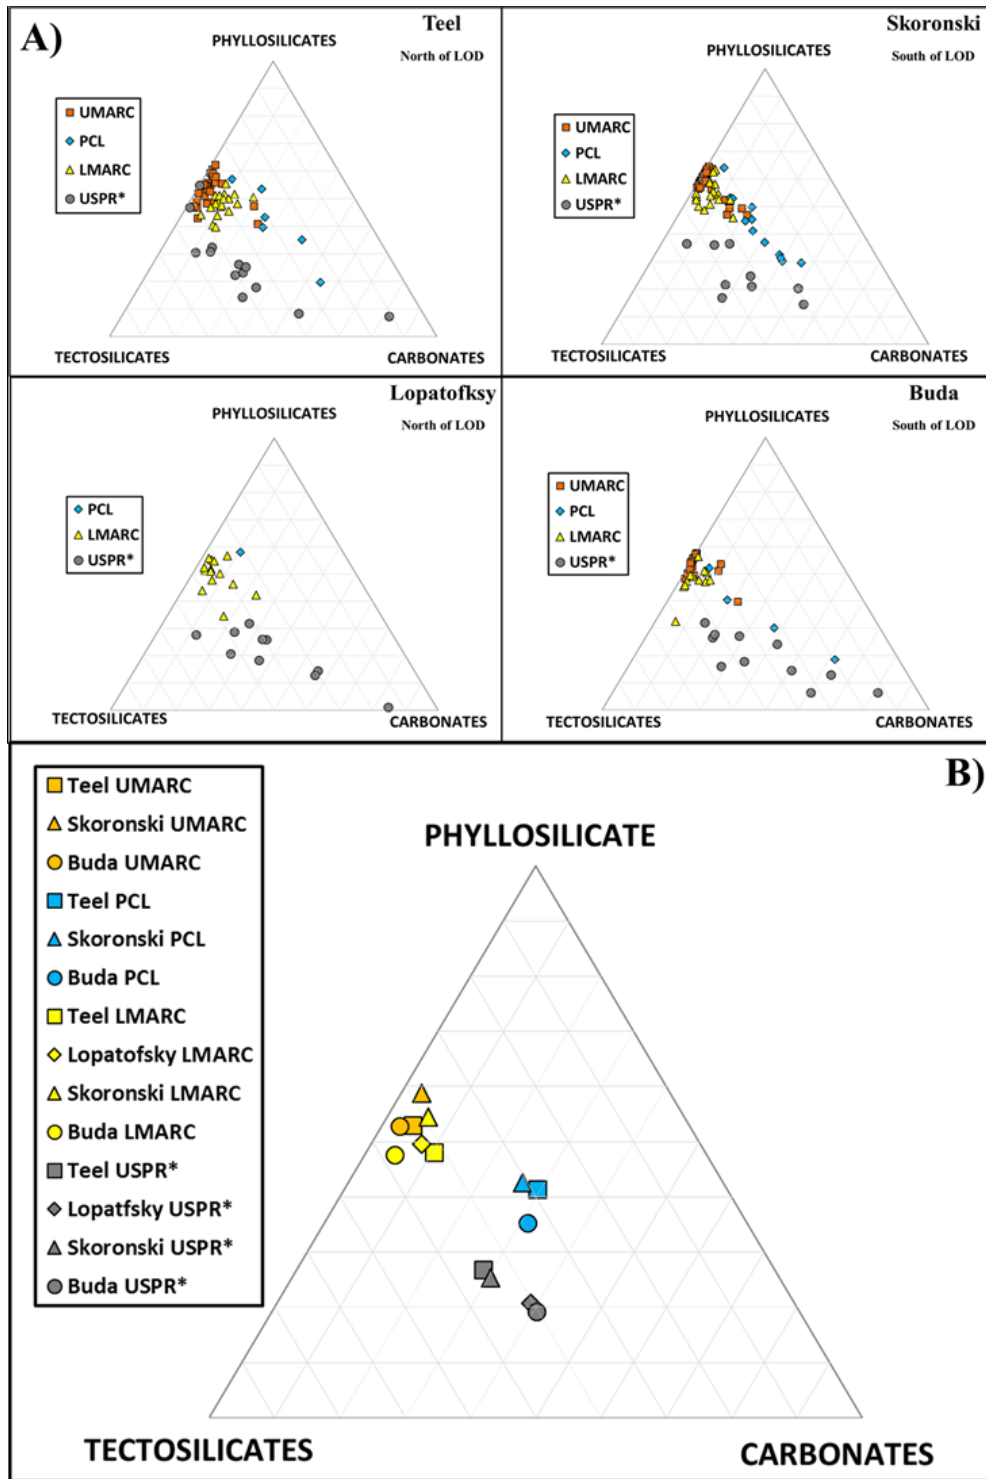 A)
Teel
North of LOD
PHYLLOSILICATES
UMARC
PCL
LMARC
USPR*
TECTOSILICATES
CARBONATES
Skoronski
South of LOD
PHYLLOSILICATES
UMARC
PCL
LMARC
USPR*
TECTOSILICATES
CARBONATES
Lopatofksy
North of LOD
PHYLLOSILICATES
PCL
LMARC
USPR*
TECTOSILICATES
CARBONATES
Buda
South of LOD
PHYLLOSILICATES
UMARC
PCL
LMARC
USPR*
TECTOSILICATES
CARBONATES
B)
Teel UMARC
Skoronski UMARC
Buda UMARC
Teel PCL
Skoronski PCL
Buda PCL
Teel LMARC
Lopatofsky LMARC
Skoronski LMARC
Buda LMARC
Teel USPR*
Lopatfsky USPR*
Skoronski USPR*
Buda USPR*
PHYLLOSILICATE
TECTOSILICATES
CARBONATES